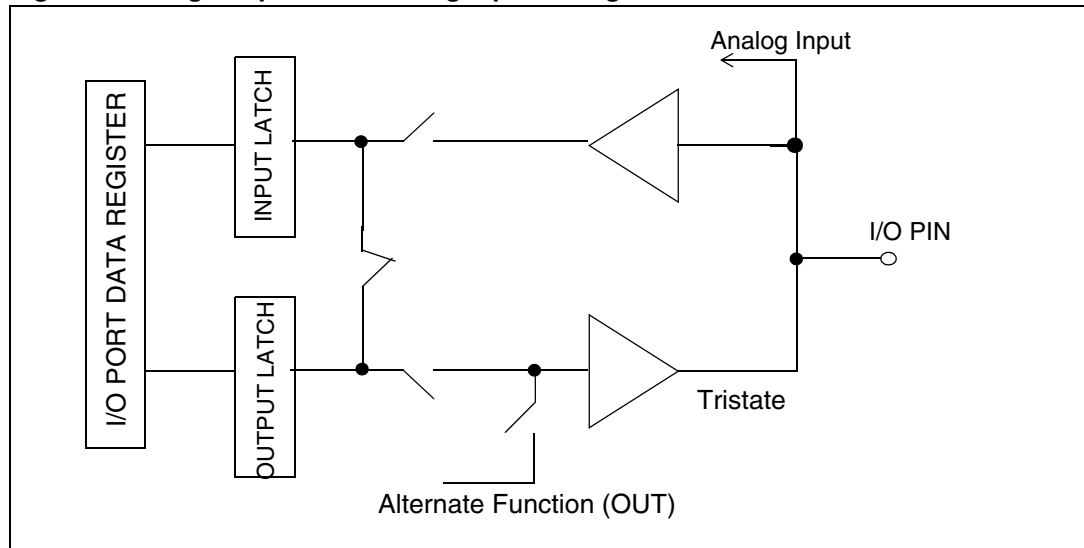 Analog Input
I/O PORT DATA REGISTER
INPUT LATCH
I/O PIN
OUTPUT LATCH
Tristate
Alternate Function (OUT)